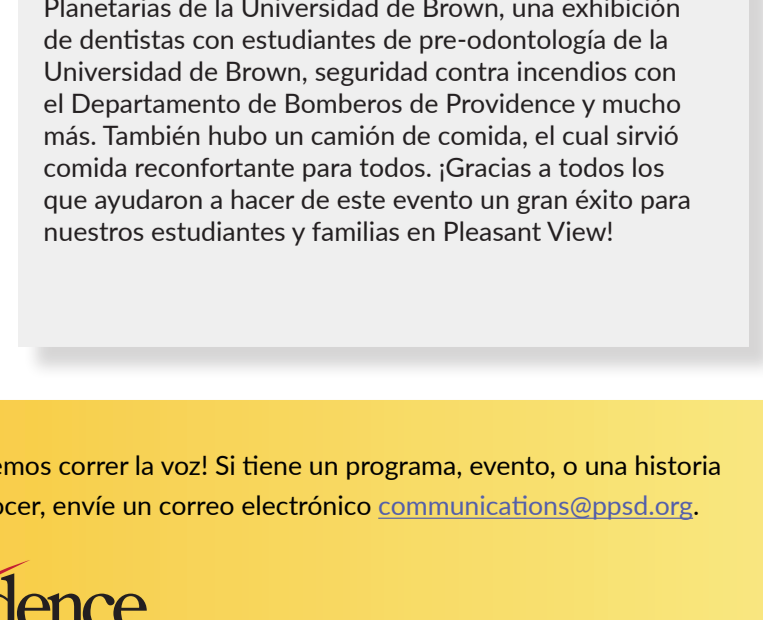 Planetarias de la Universidad de Brown, una exhibición
de dentistas con estudiantes de pre-odontología de la
Universidad de Brown, seguridad contra incendios con
el Departamento de Bomberos de Providence y mucho
más. También hubo un camión de comida, el cual sirvió
comida reconfortante para todos. ¡Gracias a todos los
que ayudaron a hacer de este evento un gran éxito para
nuestros estudiantes y familias en Pleasant View!
emos correr la voz! Si tiene un programa, evento, o una historia
ocer, envíe un correo electrónico communications@ppsd.org.
dence